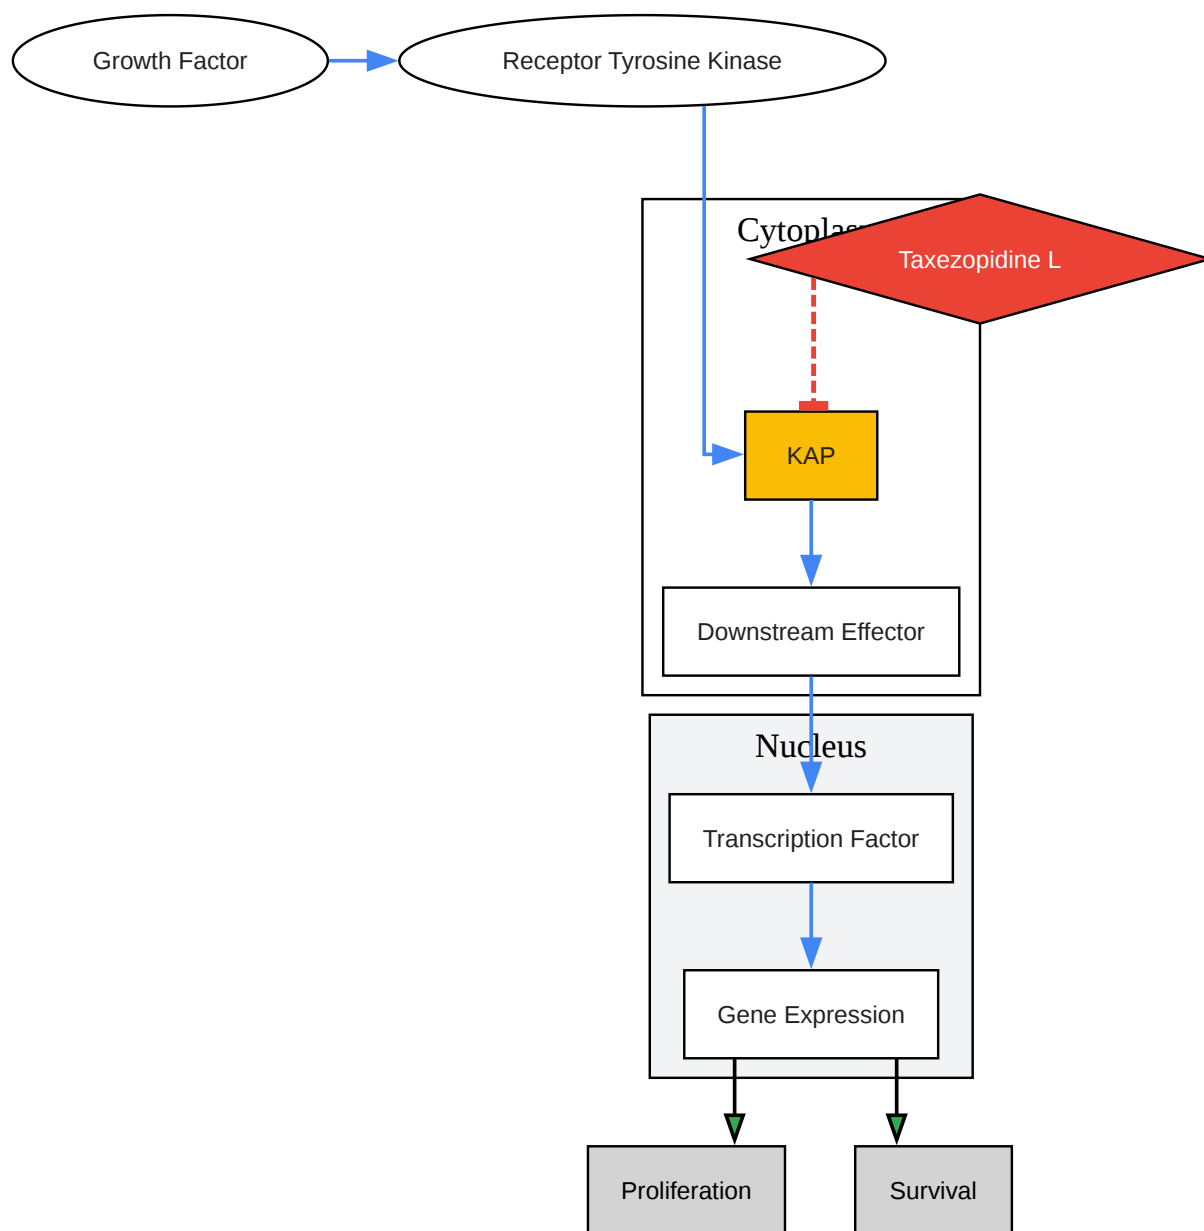 Growth Factor
Receptor Tyrosine Kinase
Taxezopidine L
KAP
Downstream Effector
Nucleus
Transcription Factor
Gene Expression
Proliferation
Survival